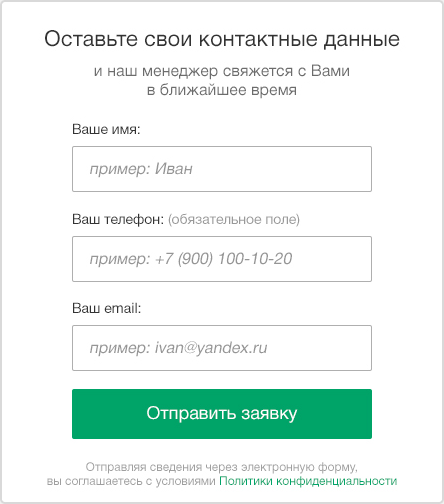 Оставьте свои контактные данные
и наш менеджер свяжется с Вами
в ближайшее время
Ваше имя:
пример: Иван
Ваш телефон: (обязательное поле)
пример: +7 (900) 100-10-20
Ваш email:
пример: ivan@yandex.ru
Отправить заявку
Отправляя сведения через электронную форму,
вы соглашаетесь с условиями Политики конфиденциальности